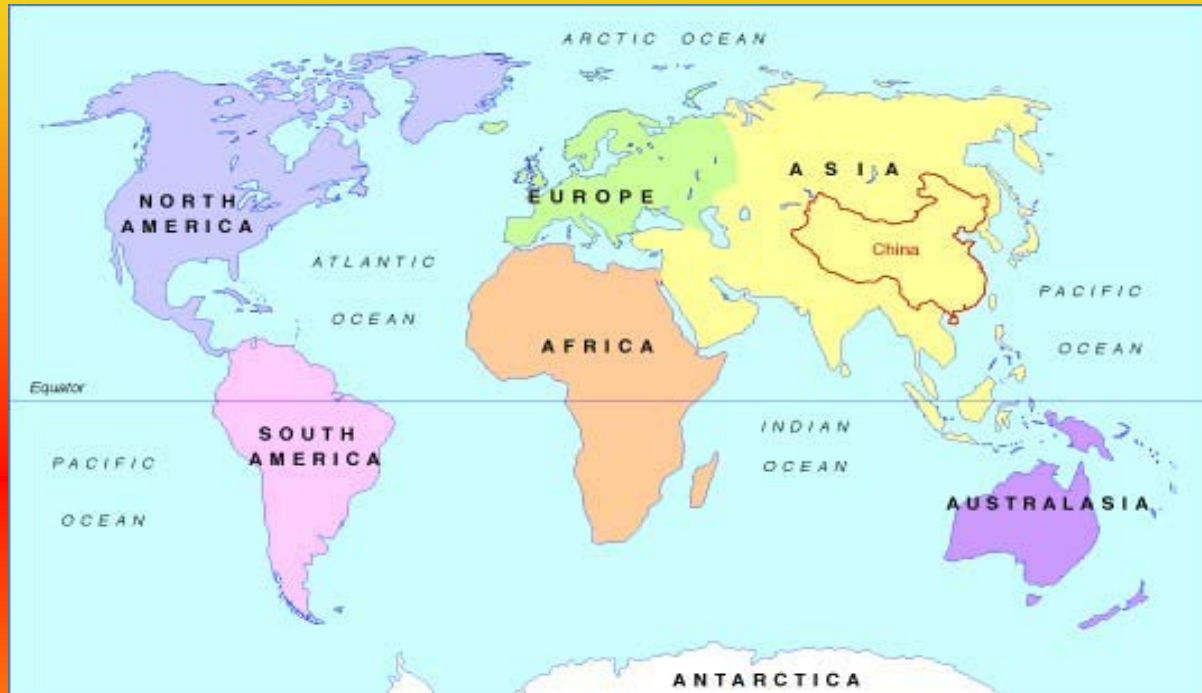 ARCTIC OCEAN
NORTH
AMERICA
EUROPE
ASIA
China
ATLANTIC
OCEAN
PACIFIC
OCEAN
AFRICA
Equator
SOUTH
AMERICA
INDIAN
OCEAN
PACIFIC
OCEAN
AUSTRALASIA
ANTARCTICA